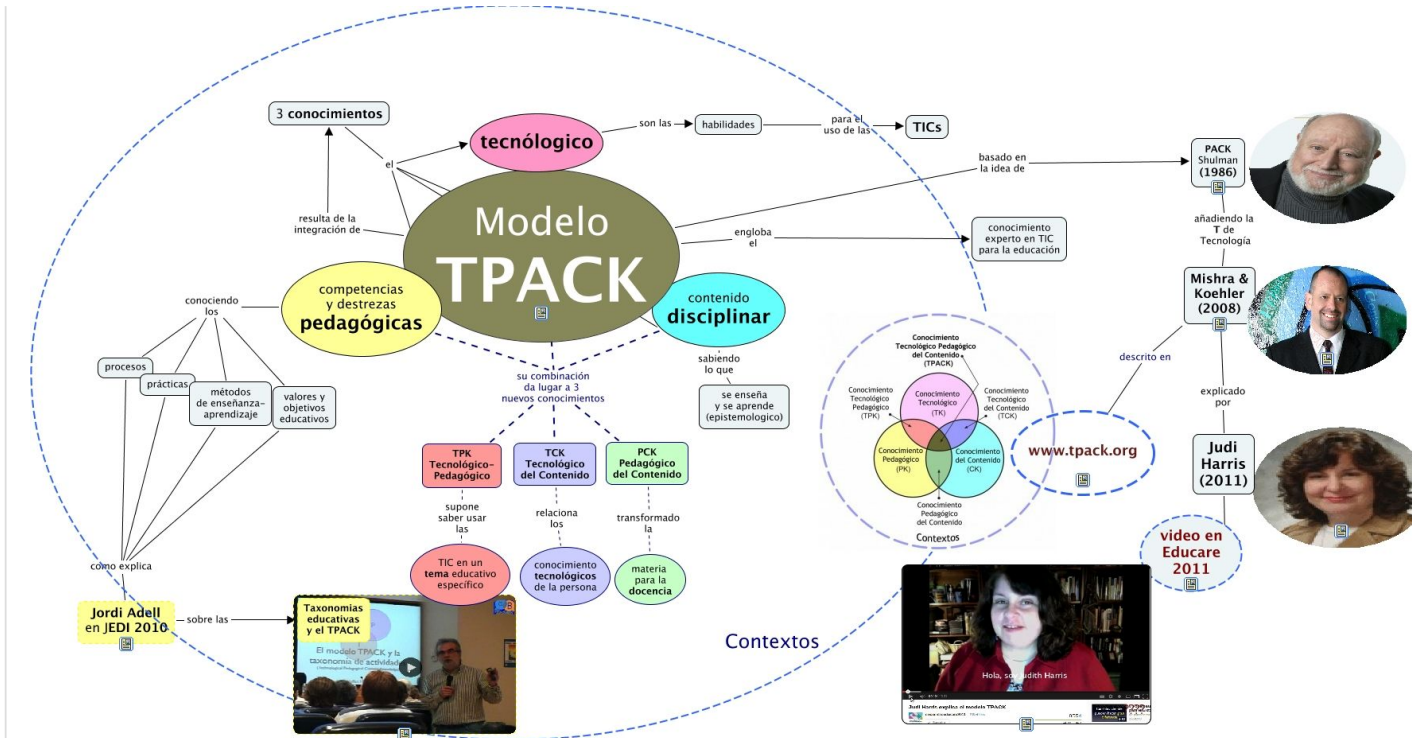 3 conocimientos
tecnólogico
son las
habilidades
para el
uso de las
TICs
el
resulta de la
integración de
Modelo
TPACK
basado en
la idea de
PACK
Shulman
(1986)
añadiendo la
T de
Tecnología
engloba
el
conocimiento
experto en TIC
para la educación
Mishra &
Koehler
(2008)
descrito en
www.tpack.org
explicado
por
Judi
Harris
(2011)
video en
Educare
2011
competencias
y destrezas
pedagógicas
conociendo
los
procesos
prácticas
métodos
de enseñanza-
aprendizaje
valores y
objetivos
educativos
como explica
Jordi Adell
en JEDI 2010
sobre las
Taxonomias
educativas
y el TPACK
El modelo TPACK y la
taxonomía de actividade
contenido
disciplinar
sabiendo
lo que
se enseña
y se aprende
(epistemologico)
su combinación
da lugar a 3
nuevos conocimientos
TPK
Tecnológico-
Pedagógico
supone
saber usar
las
TIC en un
tema educativo
específico
TCK
Tecnológico
del Contenido
relaciona
los
conocimiento
tecnológicos
de la persona
PCK
Pedagógico
del Contenido
transformado
la
materia
para la
docencia
Conocimiento
Tecnológico Pedagógico
del Contenido
(TPACK)
Conocimiento
Tecnológico
Pedagógico
(TPK)
Conocimiento
Tecnológico
(TK)
Conocimiento
Tecnológico
del Contenido
(TCK)
Conocimiento
Pedagógico
(PK)
Conocimiento
del Contenido
(CK)
Conocimiento
Pedagógico
del Contenido
Contextos
Contextos
Hola, soy Judith Harris
Judi Harris explica el modelo TPACK